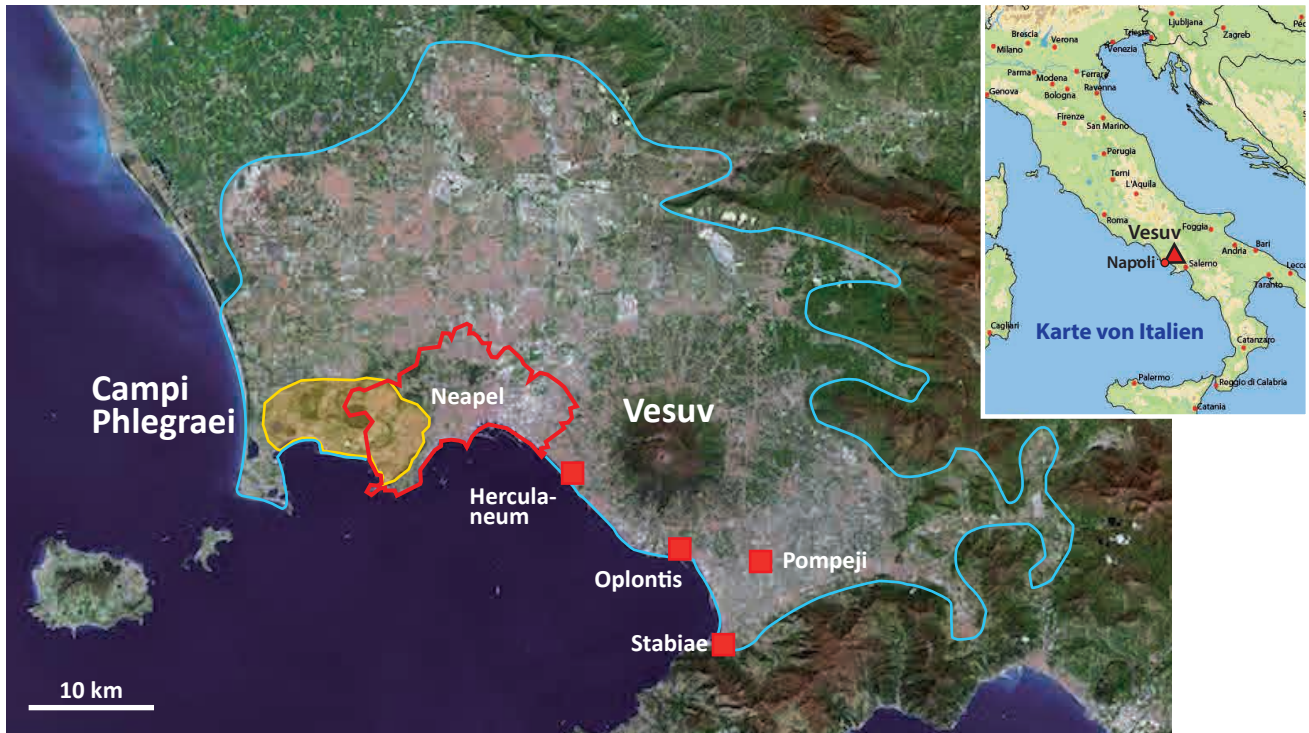 Campi
Phlegraei
Neapel
Vesuv
Hercula-
neum
Oplontis
Pompeji
Stabiae
10 km
Ljubljana
Zagreb
Brescia
Verona
Milano
Venezia
Trieste
Parma
Modena
Ferrara
Ravenna
Bologna
Genova
Firenze
San Marino
Perugia
Terni
L'Aquila
Roma
Vesuv
Foggia
Napoli
Salerno
Andria
Bari
Taranto
Lecce
Cagliari
Karte von Italien
Catanzaro
Palermo
Reggio di Calabria
Catania